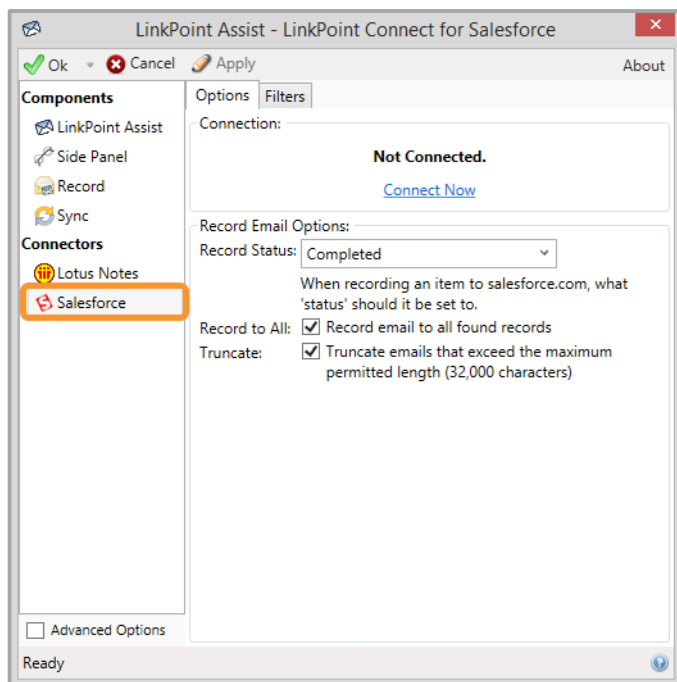 LinkPoint Assist - LinkPoint Connect for Salesforce
Ok Cancel Apply About
Components
LinkPoint Assist
Side Panel
Record
Sync
Connectors
Lotus Notes
Salesforce
Advanced Options
Options Filters
Connection:
Not Connected.
Connect Now
Record Email Options:
Record Status: Completed
When recording an item to salesforce.com, what
'status' should it be set to.
Record to All: Record email to all found records
Truncate: Truncate emails that exceed the maximum
permitted length (32,000 characters)
Ready